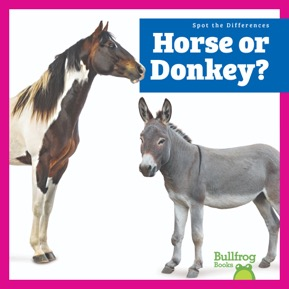 Spot the Differences
Horse or
Donkey?
Bullfrog
Books